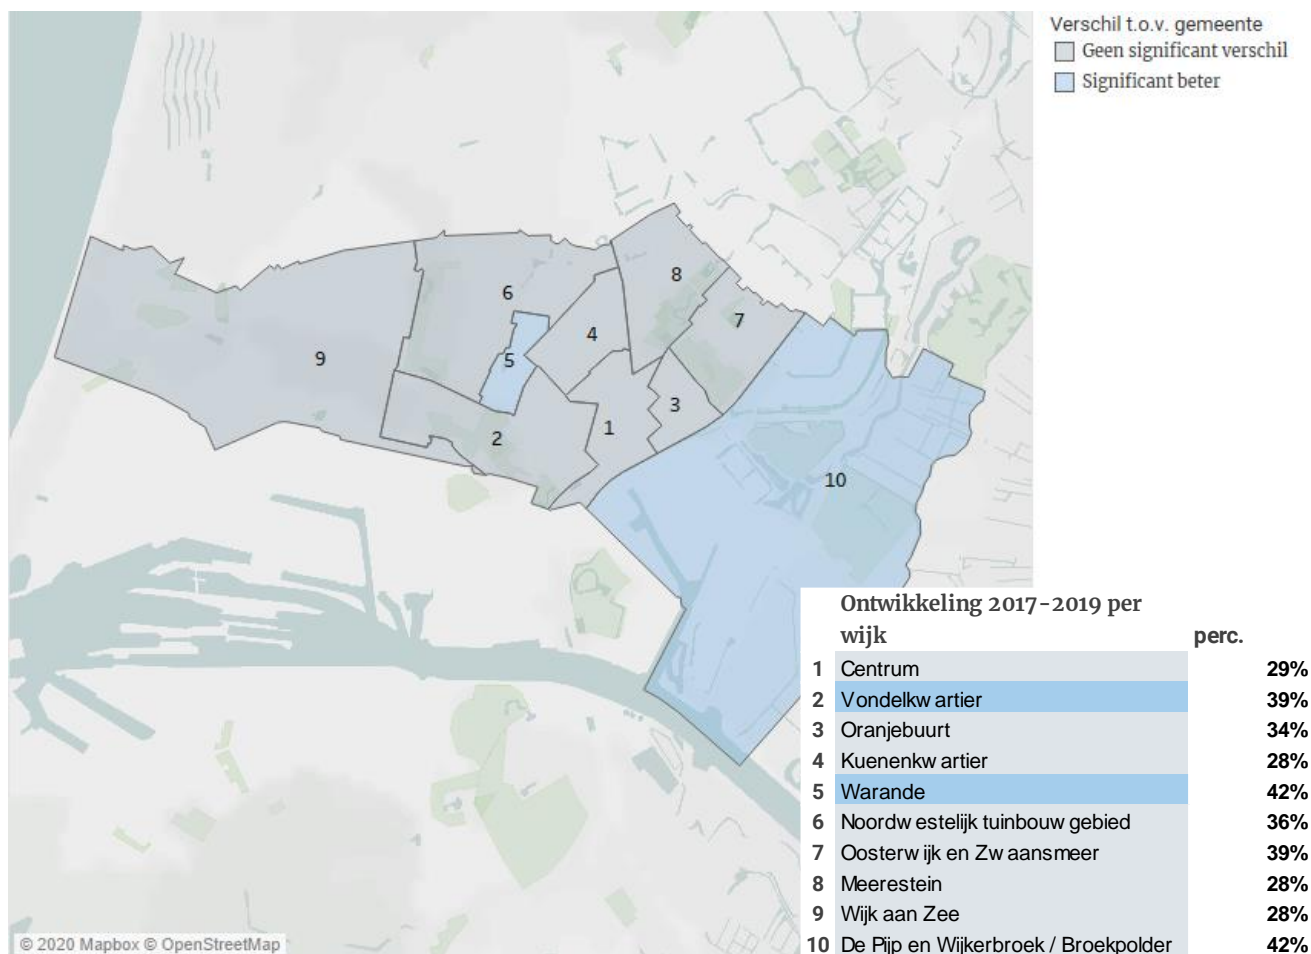 Verschil t.o.v. gemeente
Geen significant verschil
Significant beter
8
6
7
4
9
5
3
1
2
10
Ontwikkeling 2017-2019 per
wijk perc.
1 Centrum 29%
2 Vondelkw artier 39%
3 Oranjebuurt 34%
4 Kuenenkw artier 28%
5 Warande 42%
6 Noordw estelijk tuinbouw gebied 36%
7 Oosterw ijk en Zw aansmeer 39%
8 Meerestein 28%
9 Wijk aan Zee 28%
10 De Pijp en Wijkerbroek / Broekpolder 42%
© 2020 Mapbox © OpenStreetMap